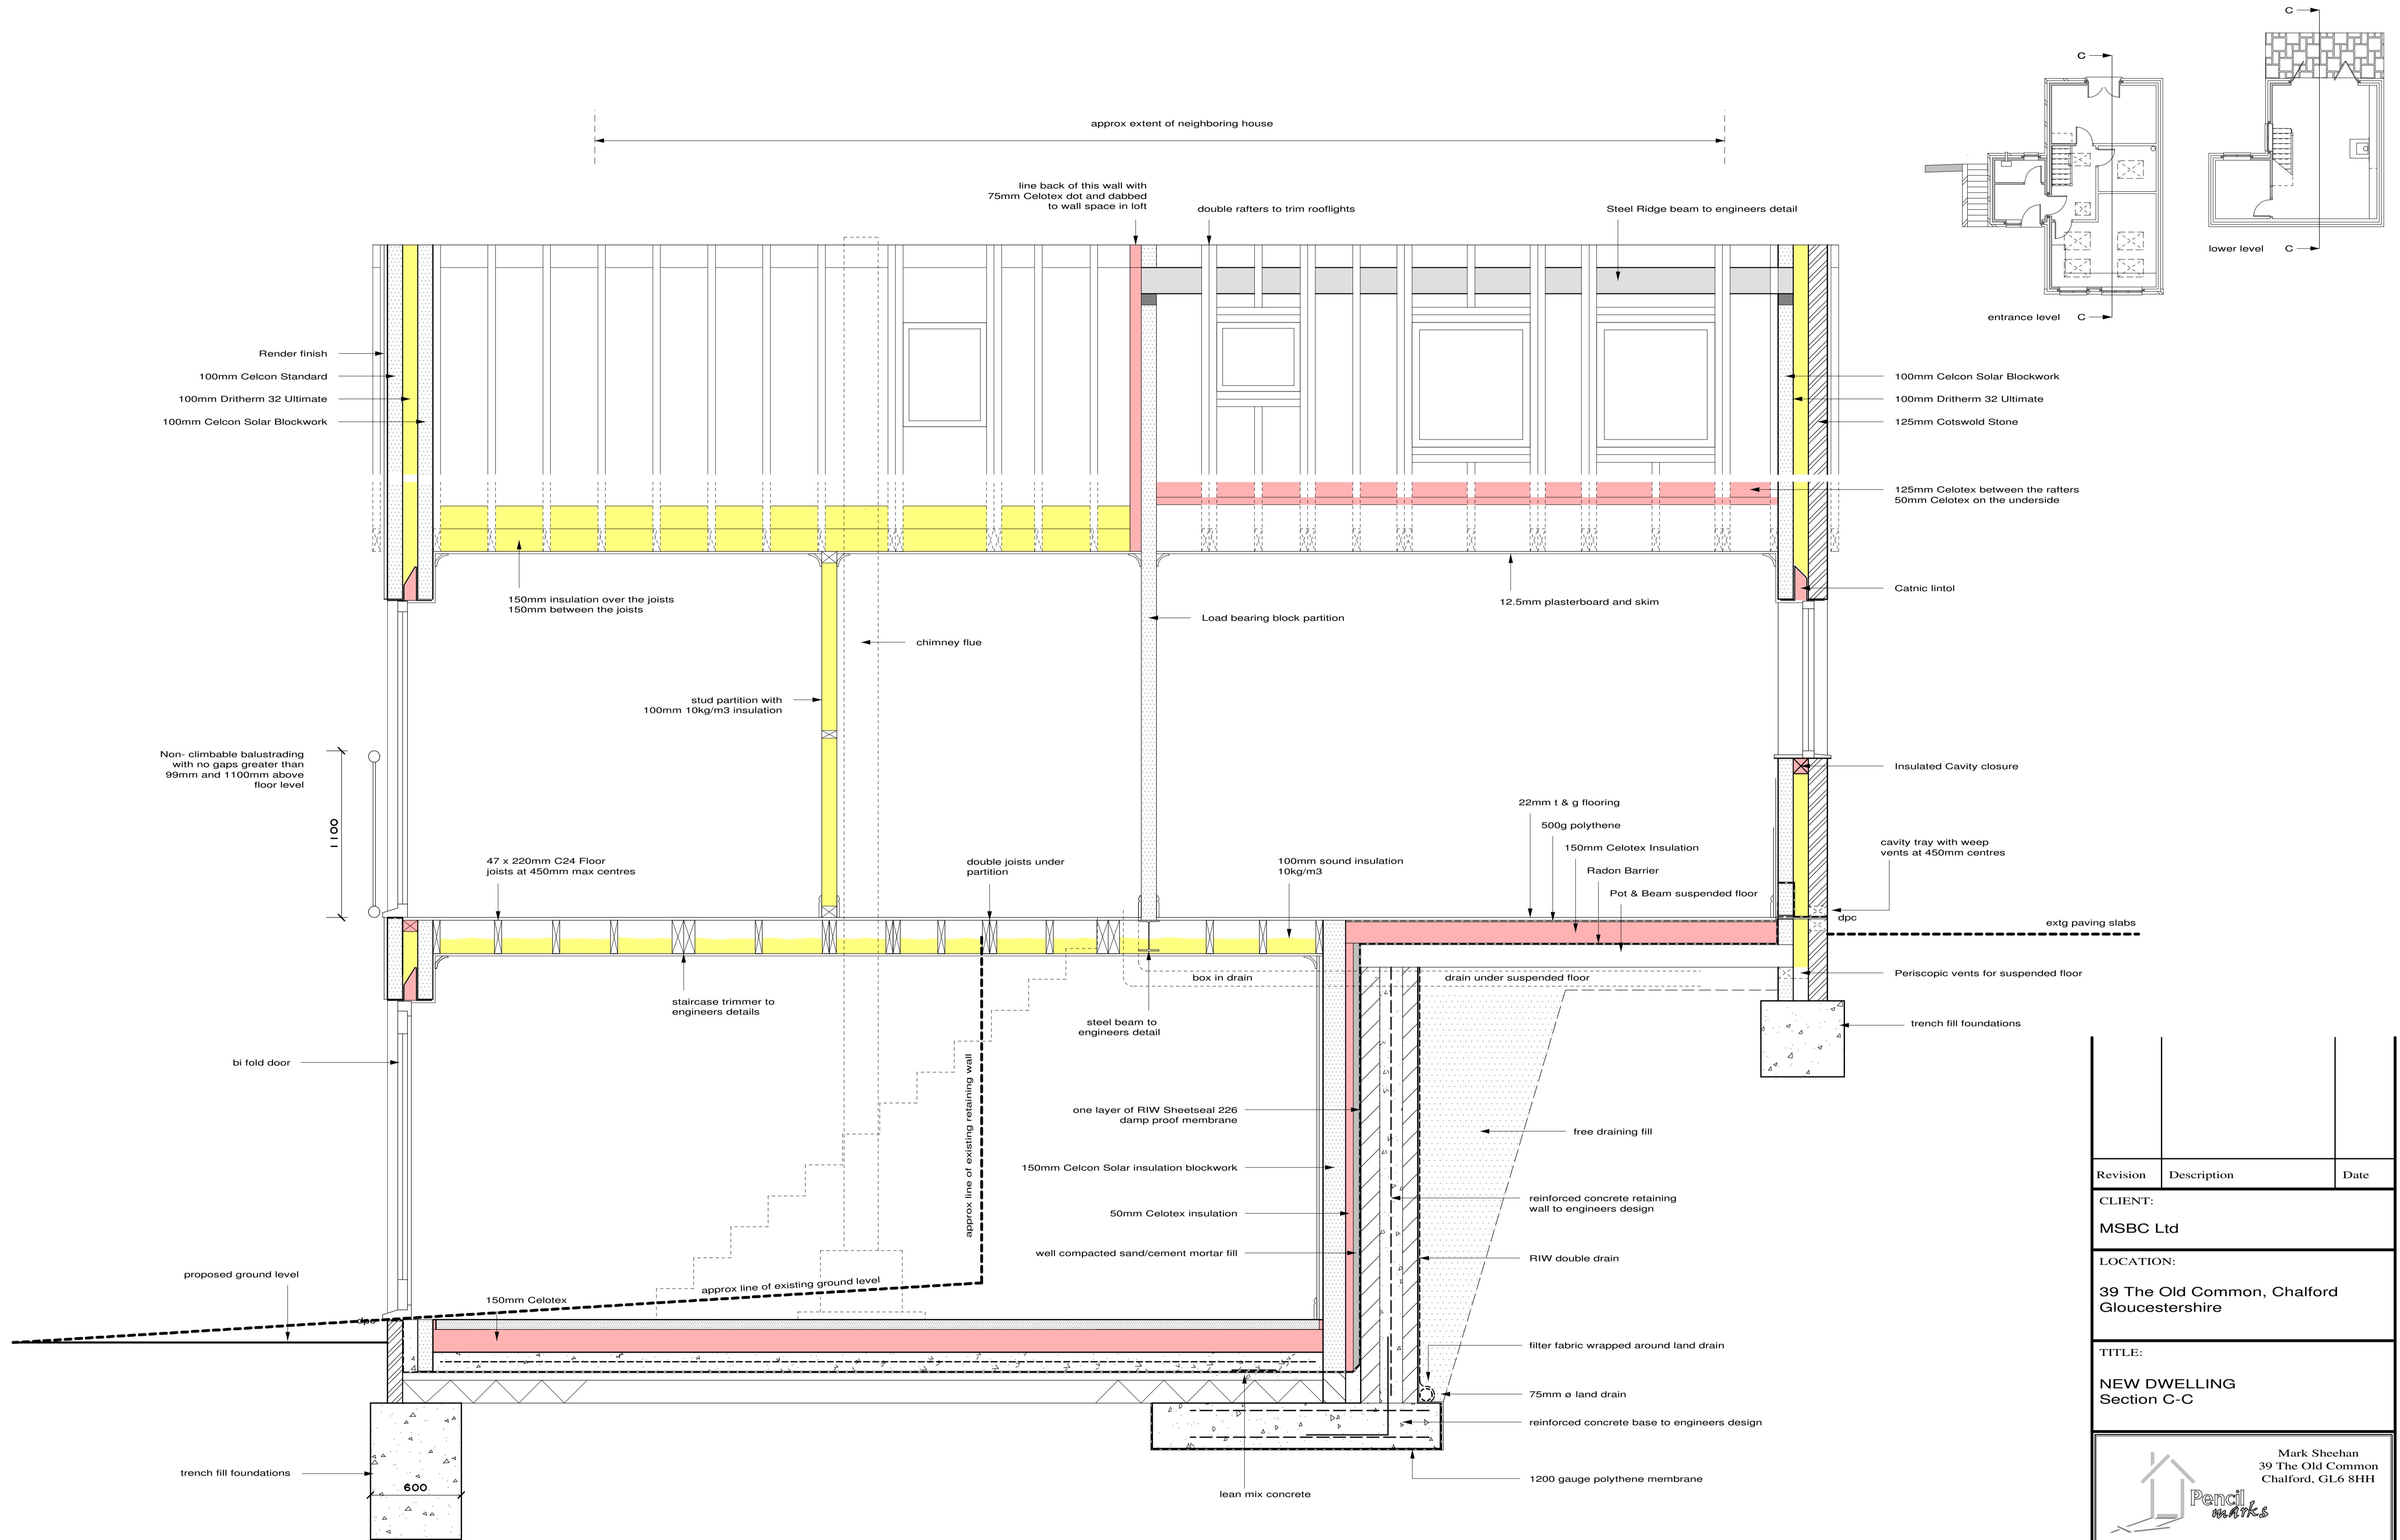 C
C
approx extent of neighboring house
line back of this wall with
75mm Celotex dot and dabbed
to wall space in loft
double rafters to trim rooflights
Steel Ridge beam to engineers detail
lower level
C
entrance level
C
Render finish
100mm Celcon Standard
100mm Dritherm 32 Ultimate
100mm Celcon Solar Blockwork
100mm Celcon Solar Blockwork
100mm Dritherm 32 Ultimate
125mm Cotswold Stone
125mm Celotex between the rafters
50mm Celotex on the underside
150mm insulation over the joists
150mm between the joists
12.5mm plasterboard and skim
Catnic lintol
Load bearing block partition
chimney flue
stud partition with
100mm 10kg/m3 insulation
Non- climbable balustrading
with no gaps greater than
99mm and 1100mm above
floor level
1100
Insulated Cavity closure
22mm t & g flooring
500g polythene
150mm Celotex Insulation
Radon Barrier
Pot & Beam suspended floor
cavity tray with weep
vents at 450mm centres
47 x 220mm C24 Floor
joists at 450mm max centres
double joists under
partition
100mm sound insulation
10kg/m3
dpc
extg paving slabs
box in drain
drain under suspended floor
Periscopic vents for suspended floor
staircase trimmer to
engineers details
steel beam to
engineers detail
trench fill foundations
bi fold door
approx line of existing retaining wall
one layer of RIW Sheetseal 226
damp proof membrane
free draining fill
150mm Celcon Solar insulation blockwork
reinforced concrete retaining
wall to engineers design
50mm Celotex insulation
well compacted sand/cement mortar fill
RIW double drain
proposed ground level
approx line of existing ground level
150mm Celotex
dpc
filter fabric wrapped around land drain
75mm ø land drain
reinforced concrete base to engineers design
trench fill foundations
600
1200 gauge polythene membrane
lean mix concrete
Revision Description Date
CLIENT:
MSBC Ltd
LOCATION:
39 The Old Common, Chalford
Gloucestershire
TITLE:
NEW DWELLING
Section C-C
Mark Sheehan
39 The Old Common
Chalford, GL6 8HH
Pencil
marks